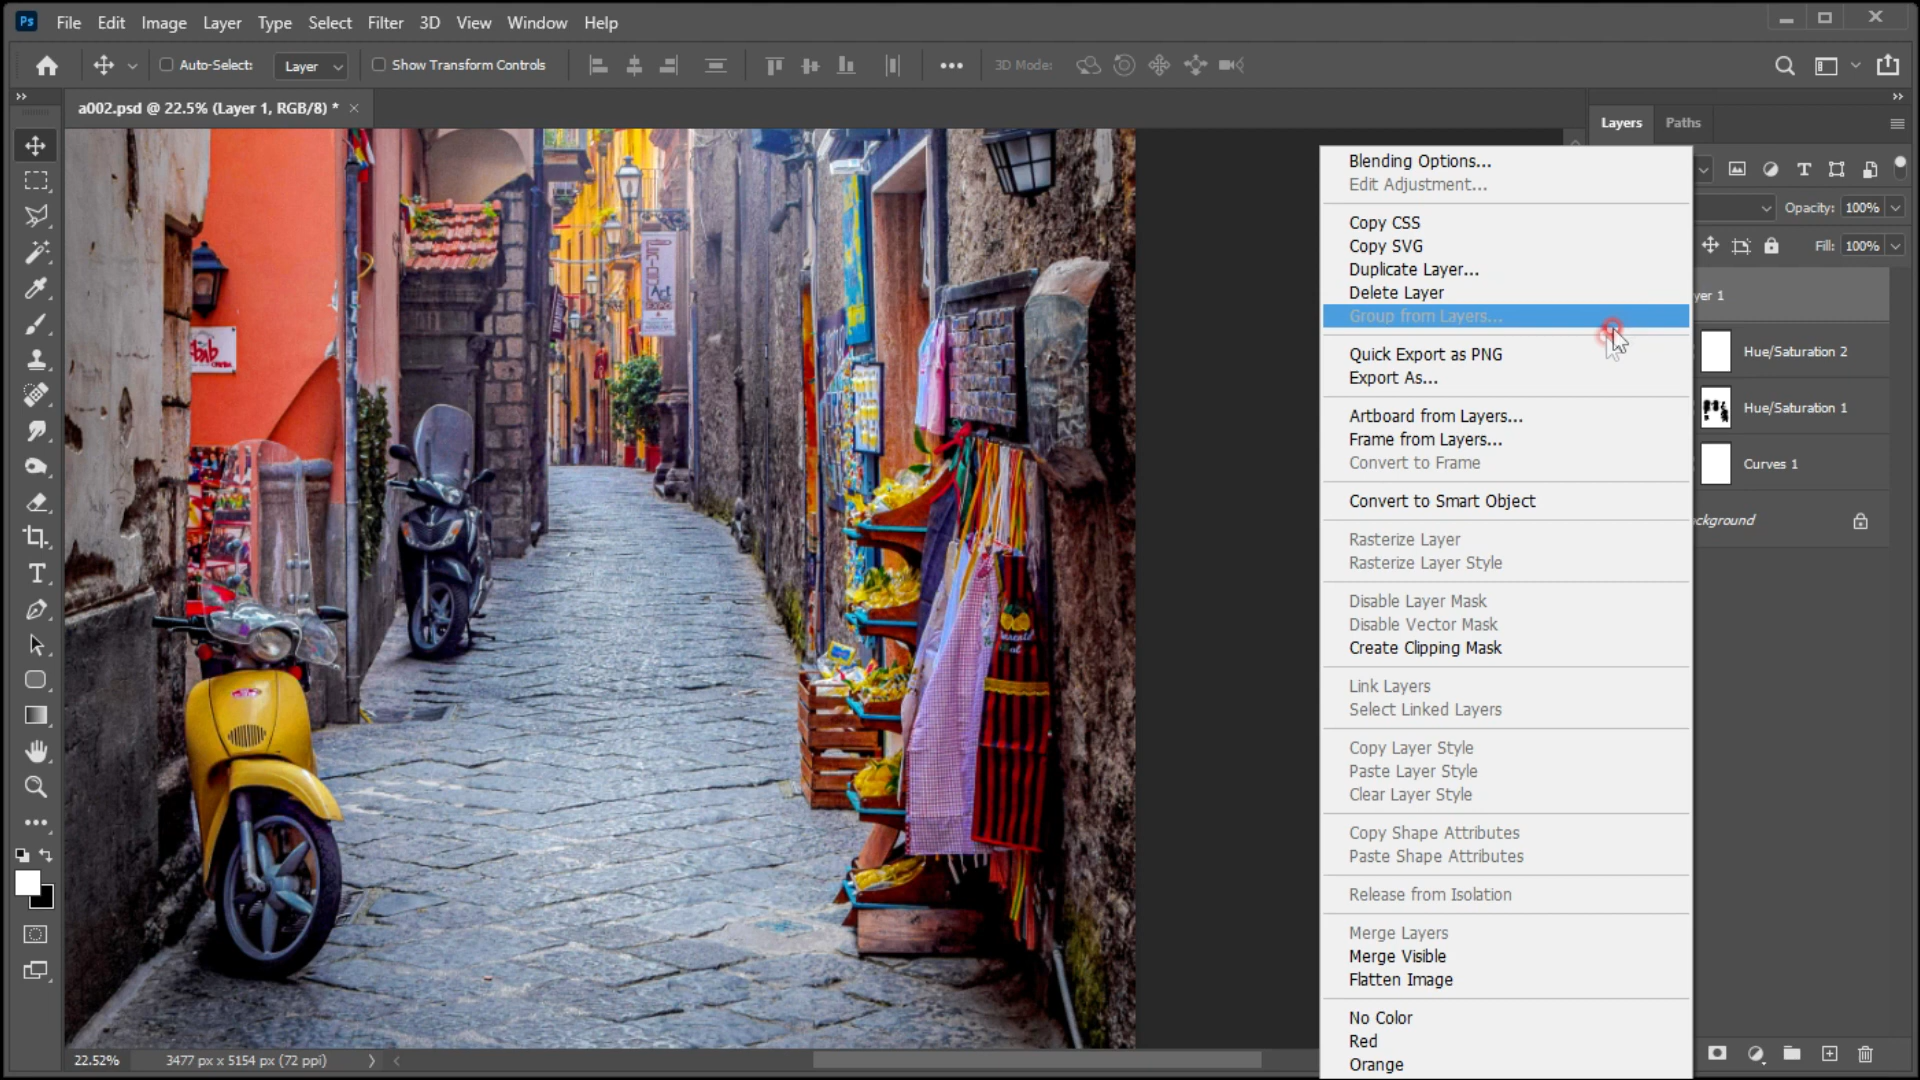 Ps File Edit Image Layer Type Select Filter 3D View Window Help
Auto-Select: Layer Show Transform Controls ••• 3D Mode:
a002.psd @ 22.5% (Layer 1, RGB/8) * ×
Layers Paths
Opacity: 100%
Fill: 100%
yer 1
Hue/Saturation 2
Hue/Saturation 1
Curves 1
ckground
Blending Options...
Edit Adjustment...
Copy CSS
Copy SVG
Duplicate Layer...
Delete Layer
Group from Layers...
Quick Export as PNG
Export As...
Artboard from Layers...
Frame from Layers...
Convert to Frame
Convert to Smart Object
Rasterize Layer
Rasterize Layer Style
Disable Layer Mask
Disable Vector Mask
Create Clipping Mask
Link Layers
Select Linked Layers
Copy Layer Style
Paste Layer Style
Clear Layer Style
Copy Shape Attributes
Paste Shape Attributes
Release from Isolation
Merge Layers
Merge Visible
Flatten Image
No Color
Red
Orange
bab
Art
22.52% 3477 px x 5154 px (72 ppi)